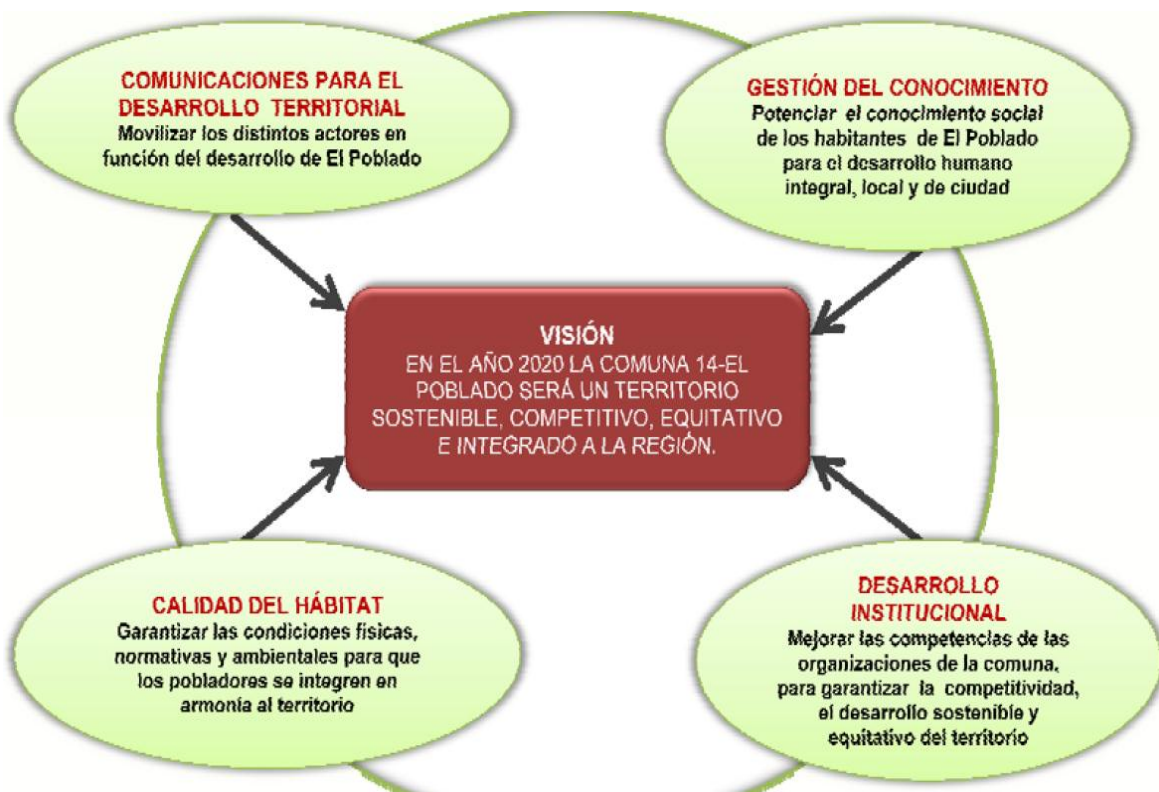 COMUNICACIONES PARA EL
DESARROLLO TERRITORIAL
Movilizar los distintos actores en
función del desarrollo de El Poblado
GESTIÓN DEL CONOCIMIENTO
Potenciar el conocimiento social
de los habitantes de El Poblado
para el desarrollo humano
integral, local y de ciudad
VISIÓN
EN EL AÑO 2020 LA COMUNA 14-EL
POBLADO SERÁ UN TERRITORIO
SOSTENIBLE, COMPETITIVO, EQUITATIVO
E INTEGRADO A LA REGIÓN.
CALIDAD DEL HÁBITAT
Garantizar las condiciones físicas,
normativas y ambientales para que
los pobladores se integren en
armonía al territorio
DESARROLLO
INSTITUCIONAL
Mejorar las competencias de las
organizaciones de la comuna,
para garantizar la competitividad,
el desarrollo sostenible y
equitativo del territorio